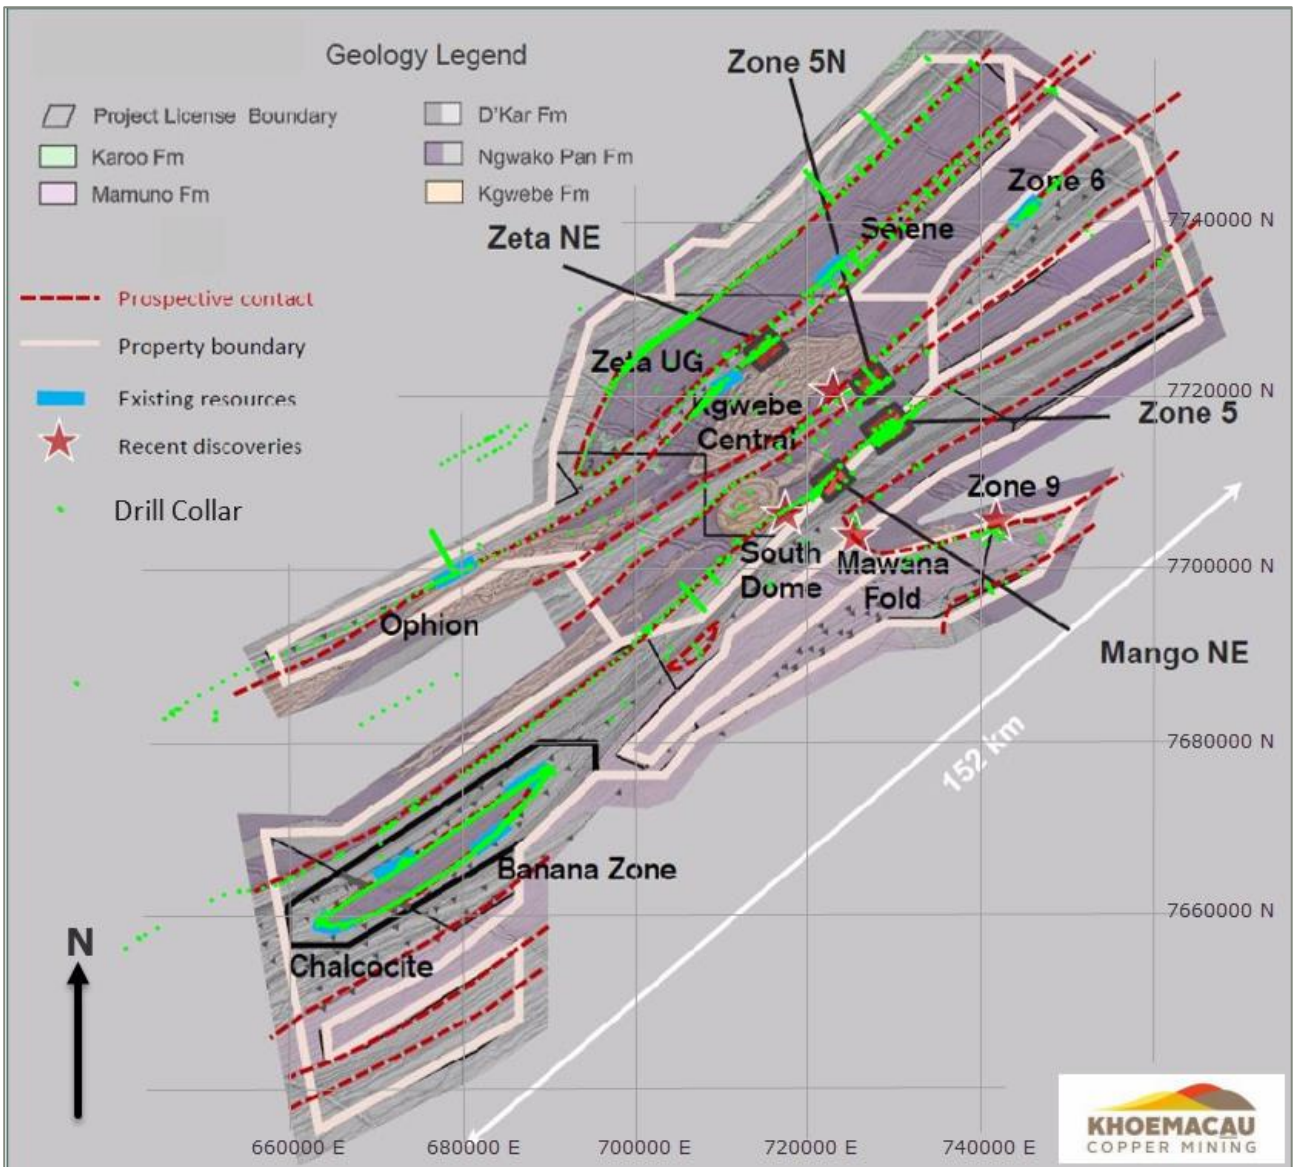 Geology Legend
Project License Boundary
Karoo Fm
Mamuno Fm
D'Kar Fm
Ngwako Pan Fm
Kgwebe Fm
Prospective contact
Property boundary
Existing resources
Recent discoveries
Drill Collar
Zone 5N
Zone 6
7740000 N
Selene
Zeta NE
Zeta UG
7720000 N
Kgwebe
Central
Zone 5
Zone 9
South
Dome
Mawana
Fold
7700000 N
Ophion
Mango NE
7680000 N
152 km
Banana Zone
7660000 N
Chalcocite
N
660000 E
680000 E
700000 E
720000 E
740000 E
KHOEMACAU
COPPER MINING